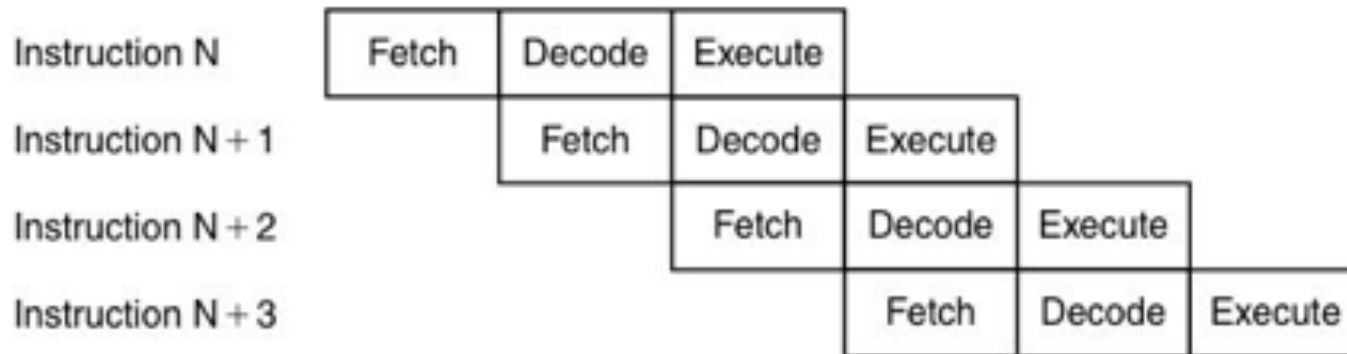 Instruction N Fetch Decode Execute
Instruction N + 1 Fetch Decode Execute
Instruction N + 2 Fetch Decode Execute
Instruction N + 3 Fetch Decode Execute